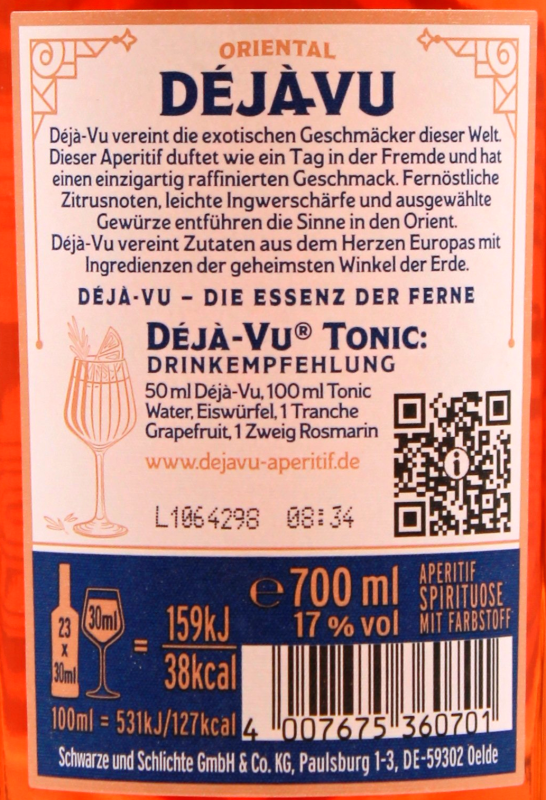 ORIENTAL
DÉJÀ-VU
Déjà-Vu vereint die exotischen Geschmäcker dieser Welt.
Dieser Aperitif duftet wie ein Tag in der Fremde und hat
einen einzigartig raffinierten Geschmack. Fernöstliche
Zitrusnoten, leichte Ingwerschärfe und ausgewählte
Gewürze entführen die Sinne in den Orient.
Déjà-Vu vereint Zutaten aus dem Herzen Europas mit
Ingredienzen der geheimsten Winkel der Erde.
DÉJÀ-VU – DIE ESSENZ DER FERNE
DÉJÀ-VU® TONIC:
DRINKEMPFEHLUNG
50 ml Déjà-Vu, 100 ml Tonic
Water, Eiswürfel, 1 Tranche
Grapefruit, 1 Zweig Rosmarin
www.dejavu-aperitif.de
L1064298 08:34
e 700 ml
17 % vol
APERITIF
SPIRITUOSE
MIT FARBSTOFF
23
x
30ml
30ml
=
159kJ
38kcal
100ml = 531kJ/127kcal
4 007675 360701
Schwarze und Schlichte GmbH & Co. KG, Paulsburg 1-3, DE-59302 Oelde